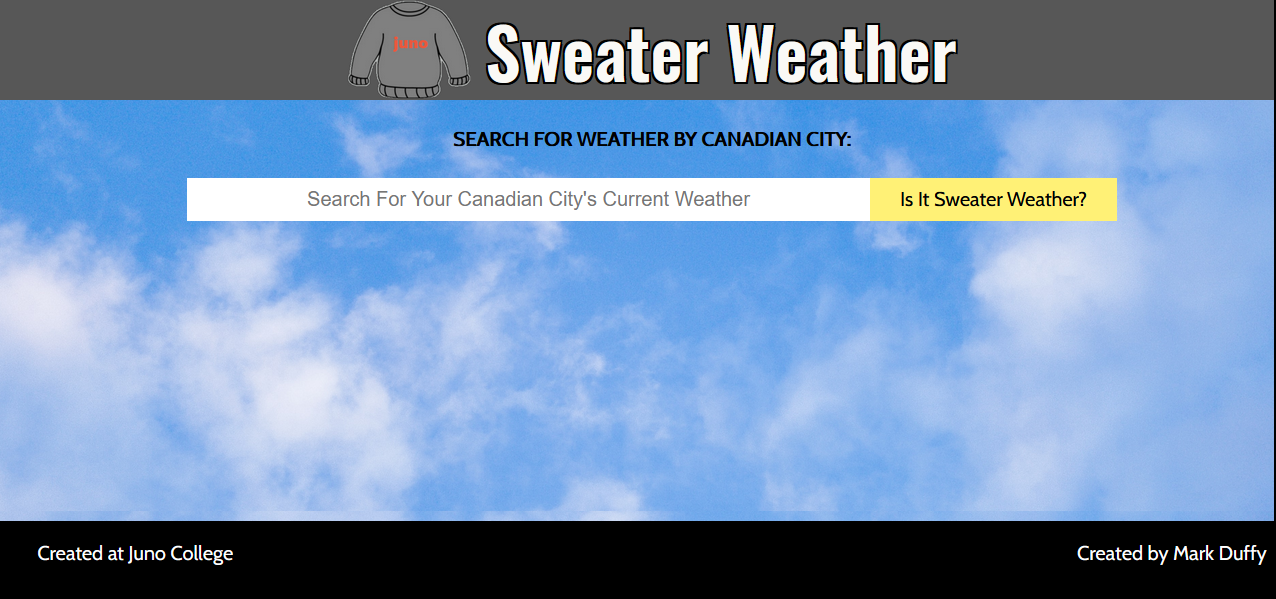 juno
Sweater Weather
SEARCH FOR WEATHER BY CANADIAN CITY:
Search For Your Canadian City's Current Weather
Is It Sweater Weather?
Created at Juno College
Created by Mark Duffy